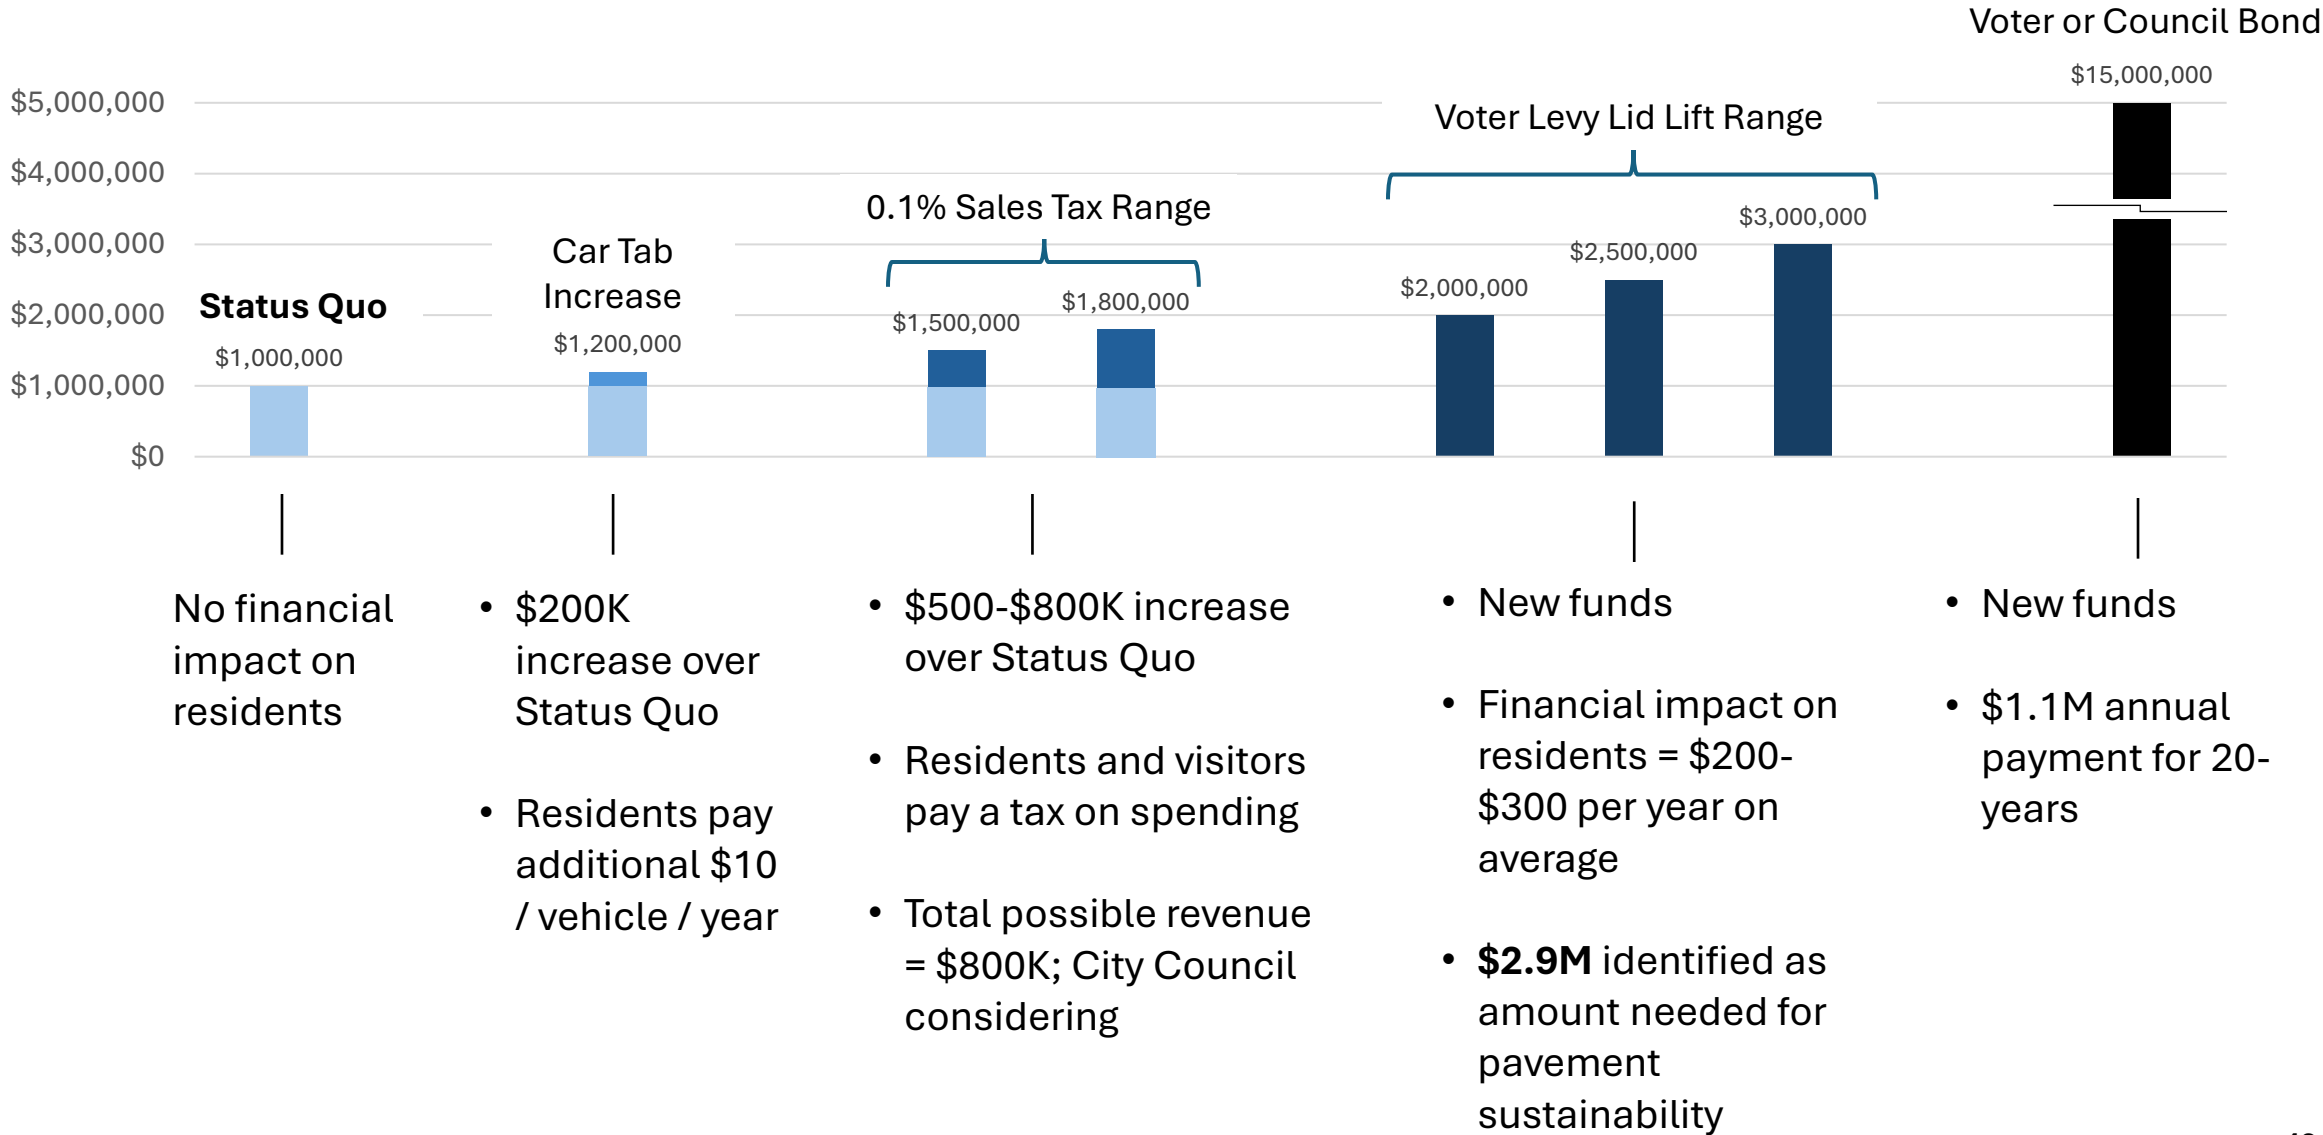 Voter or Council Bond
$15,000,000
$5,000,000
$4,000,000
$3,000,000
$2,000,000
$1,000,000
$0
Status Quo
$1,000,000
Car Tab
Increase
$1,200,000
0.1% Sales Tax Range
$1,500,000
$1,800,000
Voter Levy Lid Lift Range
$2,000,000
$2,500,000
$3,000,000
No financial
impact on
residents
• $200K
increase over
Status Quo
• Residents pay
additional $10
/ vehicle / year
• $500-$800K increase
over Status Quo
• Residents and visitors
pay a tax on spending
• Total possible revenue
= $800K; City Council
considering
• New funds
• Financial impact on
residents = $200-
$300 per year on
average
• $2.9M identified as
amount needed for
pavement
sustainability
• New funds
• $1.1M annual
payment for 20-
years